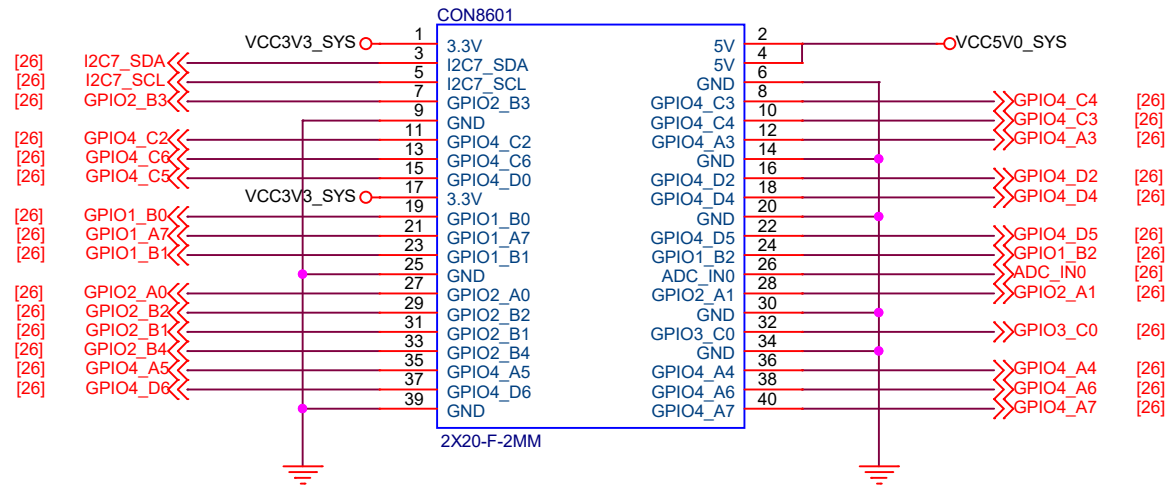 CON8601
VCC3V3_SYS 1 3.3V 5V 2 VCC5V0_SYS
[26] I2C7_SDA 3 I2C7_SDA 5V 4
[26] I2C7_SCL 5 I2C7_SCL GND 6
[26] GPIO2_B3 7 GPIO2_B3 GPIO4_C3 8 GPIO4_C4 [26]
9 GND GPIO4_C4 10 GPIO4_C3 [26]
[26] GPIO4_C2 11 GPIO4_C2 GPIO4_A3 12 GPIO4_A3 [26]
[26] GPIO4_C6 13 GPIO4_C6 GND 14
[26] GPIO4_C5 15 GPIO4_D0 GPIO4_D2 16 GPIO4_D2 [26]
VCC3V3_SYS 17 3.3V GPIO4_D4 18 GPIO4_D4 [26]
[26] GPIO1_B0 19 GPIO1_B0 GND 20
[26] GPIO1_A7 21 GPIO1_A7 GPIO4_D5 22 GPIO4_D5 [26]
[26] GPIO1_B1 23 GPIO1_B1 GPIO1_B2 24 GPIO1_B2 [26]
25 GND ADC_IN0 26 ADC_IN0 [26]
[26] GPIO2_A0 27 GPIO2_A0 GPIO2_A1 28 GPIO2_A1 [26]
[26] GPIO2_B2 29 GPIO2_B2 GND 30
[26] GPIO2_B1 31 GPIO2_B1 GPIO3_C0 32 GPIO3_C0 [26]
[26] GPIO2_B4 33 GPIO2_B4 GND 34
[26] GPIO4_A5 35 GPIO4_A5 GPIO4_A4 36 GPIO4_A4 [26]
[26] GPIO4_D6 37 GPIO4_D6 GPIO4_A6 38 GPIO4_A6 [26]
39 GND GPIO4_A7 40 GPIO4_A7 [26]
2X20-F-2MM